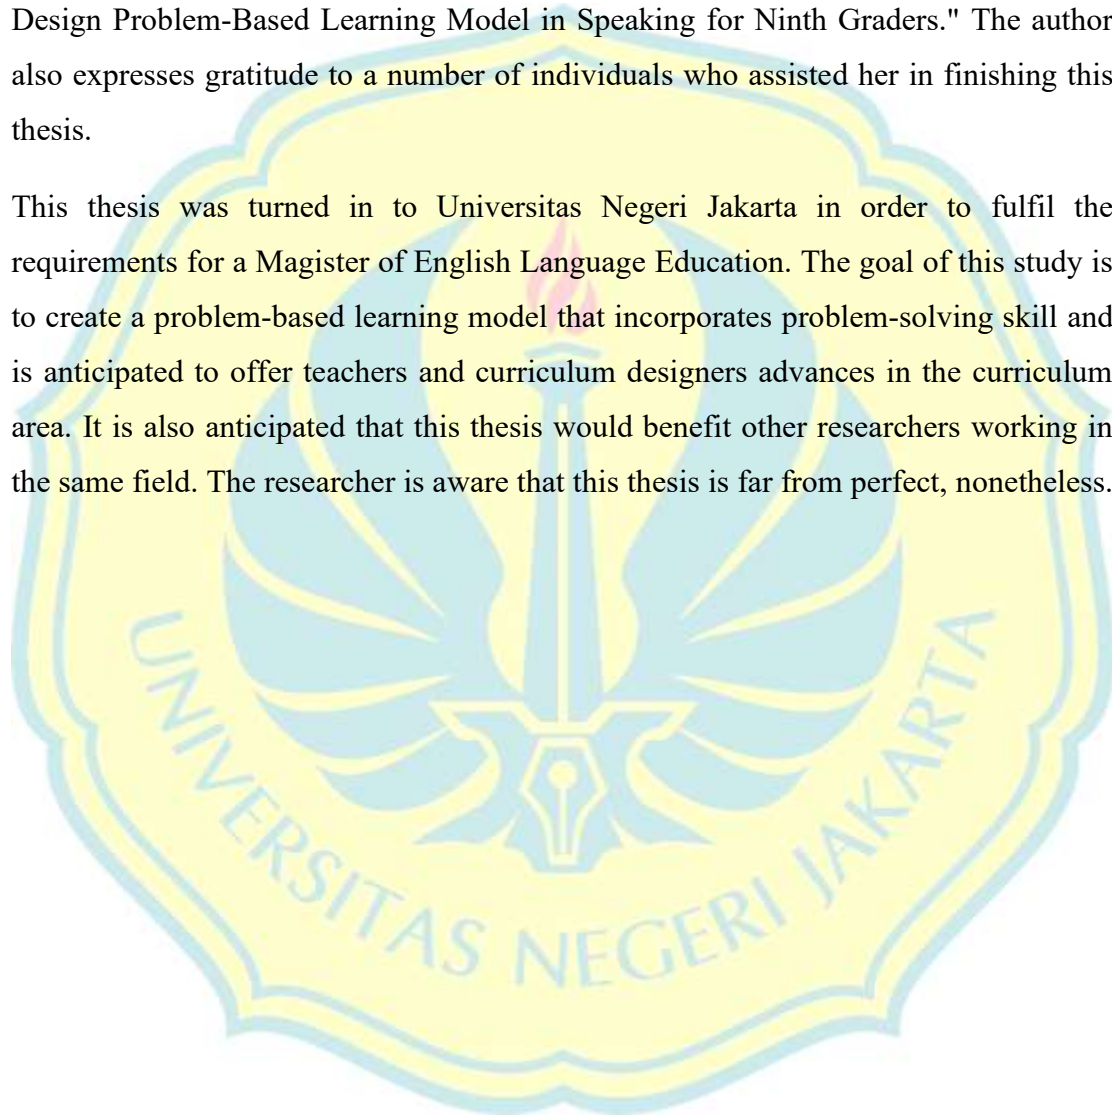 Design Problem-Based Learning Model in Speaking for Ninth Graders." The author
also expresses gratitude to a number of individuals who assisted her in finishing this
thesis.
This thesis was turned in to Universitas Negeri Jakarta in order to fulfil the
requirements for a Magister of English Language Education. The goal of this study is
to create a problem-based learning model that incorporates problem-solving skill and
is anticipated to offer teachers and curriculum designers advances in the curriculum
area. It is also anticipated that this thesis would benefit other researchers working in
the same field. The researcher is aware that this thesis is far from perfect, nonetheless.
UNIVERSITAS NEGERI JAKARTA